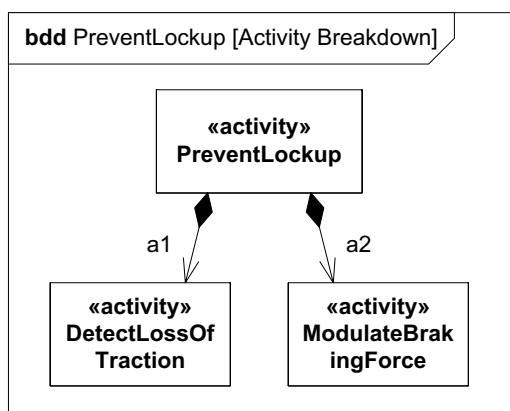 bdd PreventLockup [Activity Breakdown]
«activity»
PreventLockup
a1
a2
«activity»
DetectLossOf
Traction
«activity»
ModulateBrak
ingForce